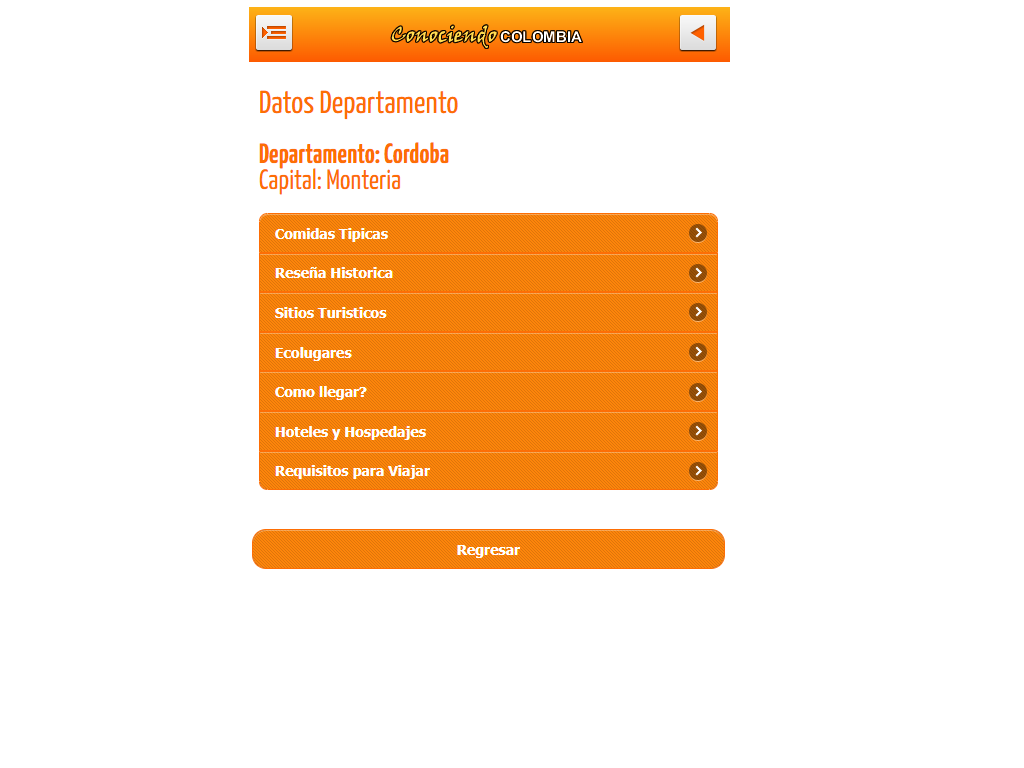 Conociendo COLOMBIA
Datos Departamento
Departamento: Cordoba
Capital: Monteria
Comidas Tipicas
Reseña Historica
Sitios Turisticos
Ecolugares
Como llegar?
Hoteles y Hospedajes
Requisitos para Viajar
Regresar